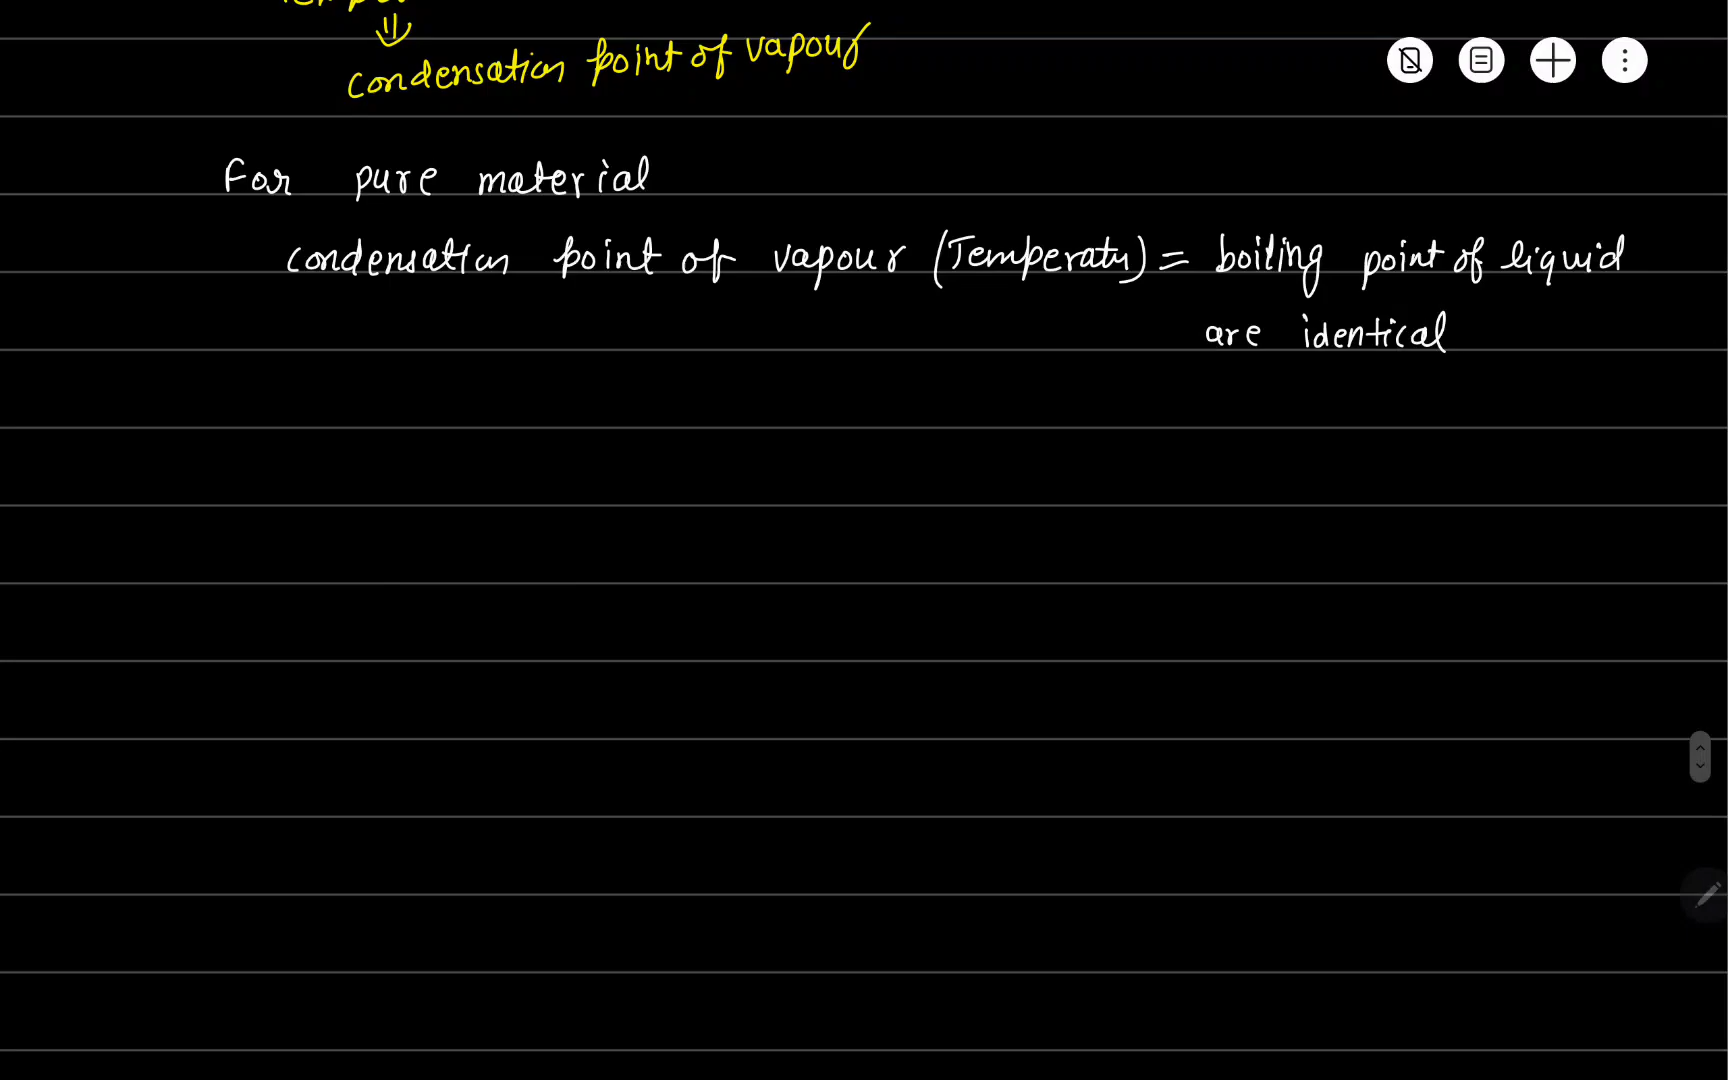 condensation point of vapour
For pure material
condensation point of vapour (Temperatu) = boiling point of liquid
are identical